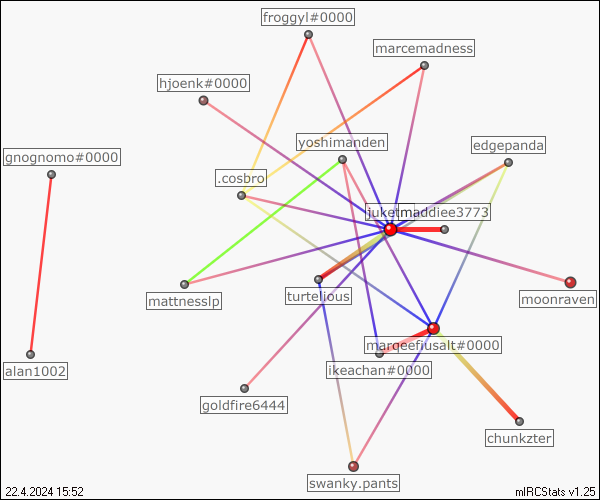 froggyl#0000
marcemadness
hjoenk#0000
yoshimanden
edgepanda
gnognomo#0000
.cosbro
maddiee3773
moonraven
mattnesslp
turtelious
marqeefiusalt#0000
alan1002
ikeachan#0000
goldfire6444
chunkzter
swanky.pants
22.4.2024 15:52
mIRCStats v1.25